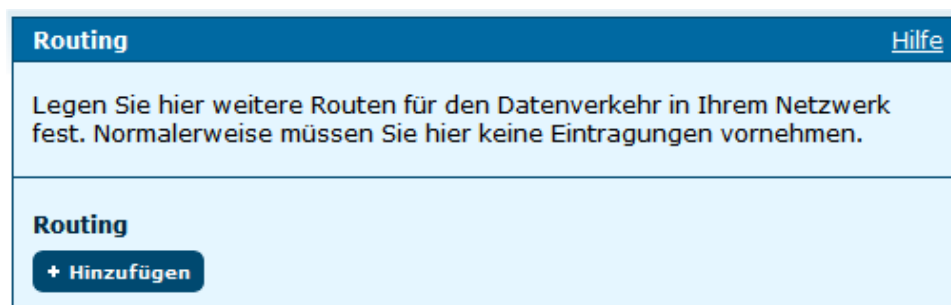 Routing
Hilfe
Legen Sie hier weitere Routen für den Datenverkehr in Ihrem Netzwerk
fest. Normalerweise müssen Sie hier keine Eintragungen vornehmen.
Routing
+ Hinzufügen